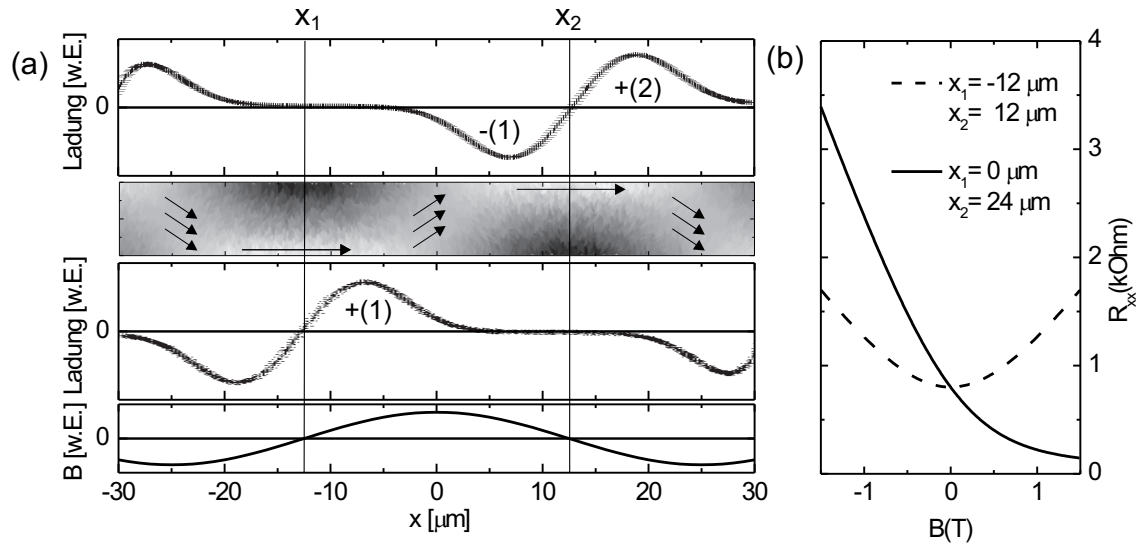 x₁ x₂
(a)
Ladung [w.E.]
0
-(1)
+(2)
Ladung [w.E.]
0
+(1)
B [w.E.]
0
-30 -20 -10 0 10 20 30
x [μm]
(b)
x₁= -12 μm
x₂= 12 μm
x₁= 0 μm
x₂= 24 μm
4
3
2
1
0
Rₓₓ(kOhm)
-1 0 1
B(T)